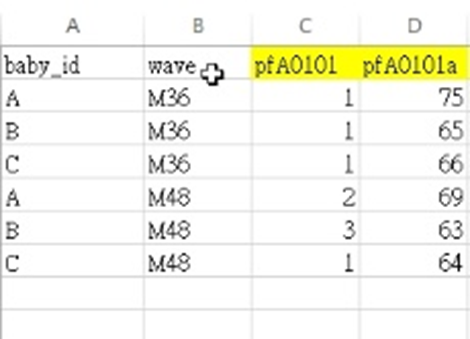 A B C D
baby_id wave pfA0101 pfA0101a
A M36 1 75
B M36 1 65
C M36 1 66
A M48 2 69
B M48 3 63
C M48 1 64